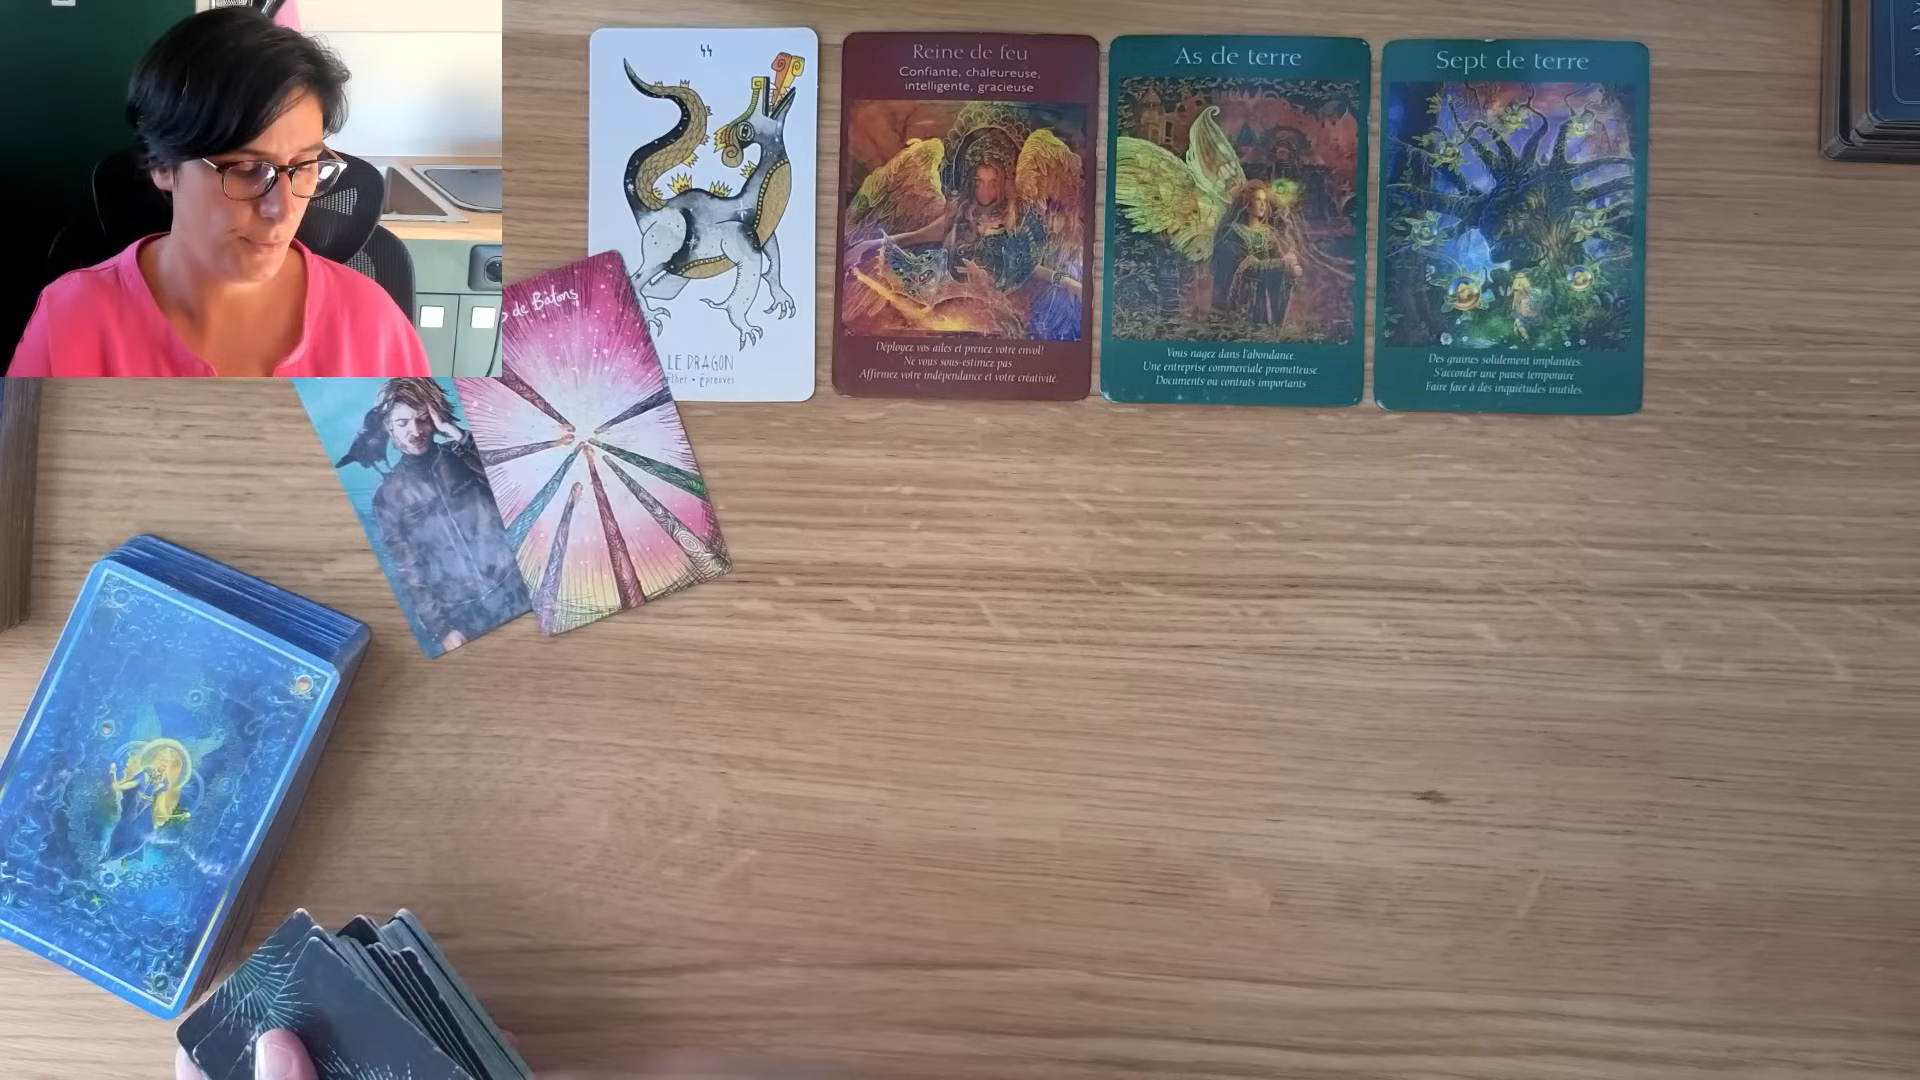 de Bâtons
44
LE DRAGON
Éther • Épreuves
Reine de feu
Confiante, chaleureuse,
intelligente, gracieuse
Déployez vos ailes et prenez votre envol!
Ne vous sous-estimez pas.
Affirmez votre indépendance et votre créativité.
As de terre
Vous nagez dans l'abondance.
Une entreprise commerciale prometteuse.
Documents ou contrats importants
Sept de terre
Des graines solidement implantées.
S'accorder une pause temporaire.
Faire face à des inquiétudes inutiles.